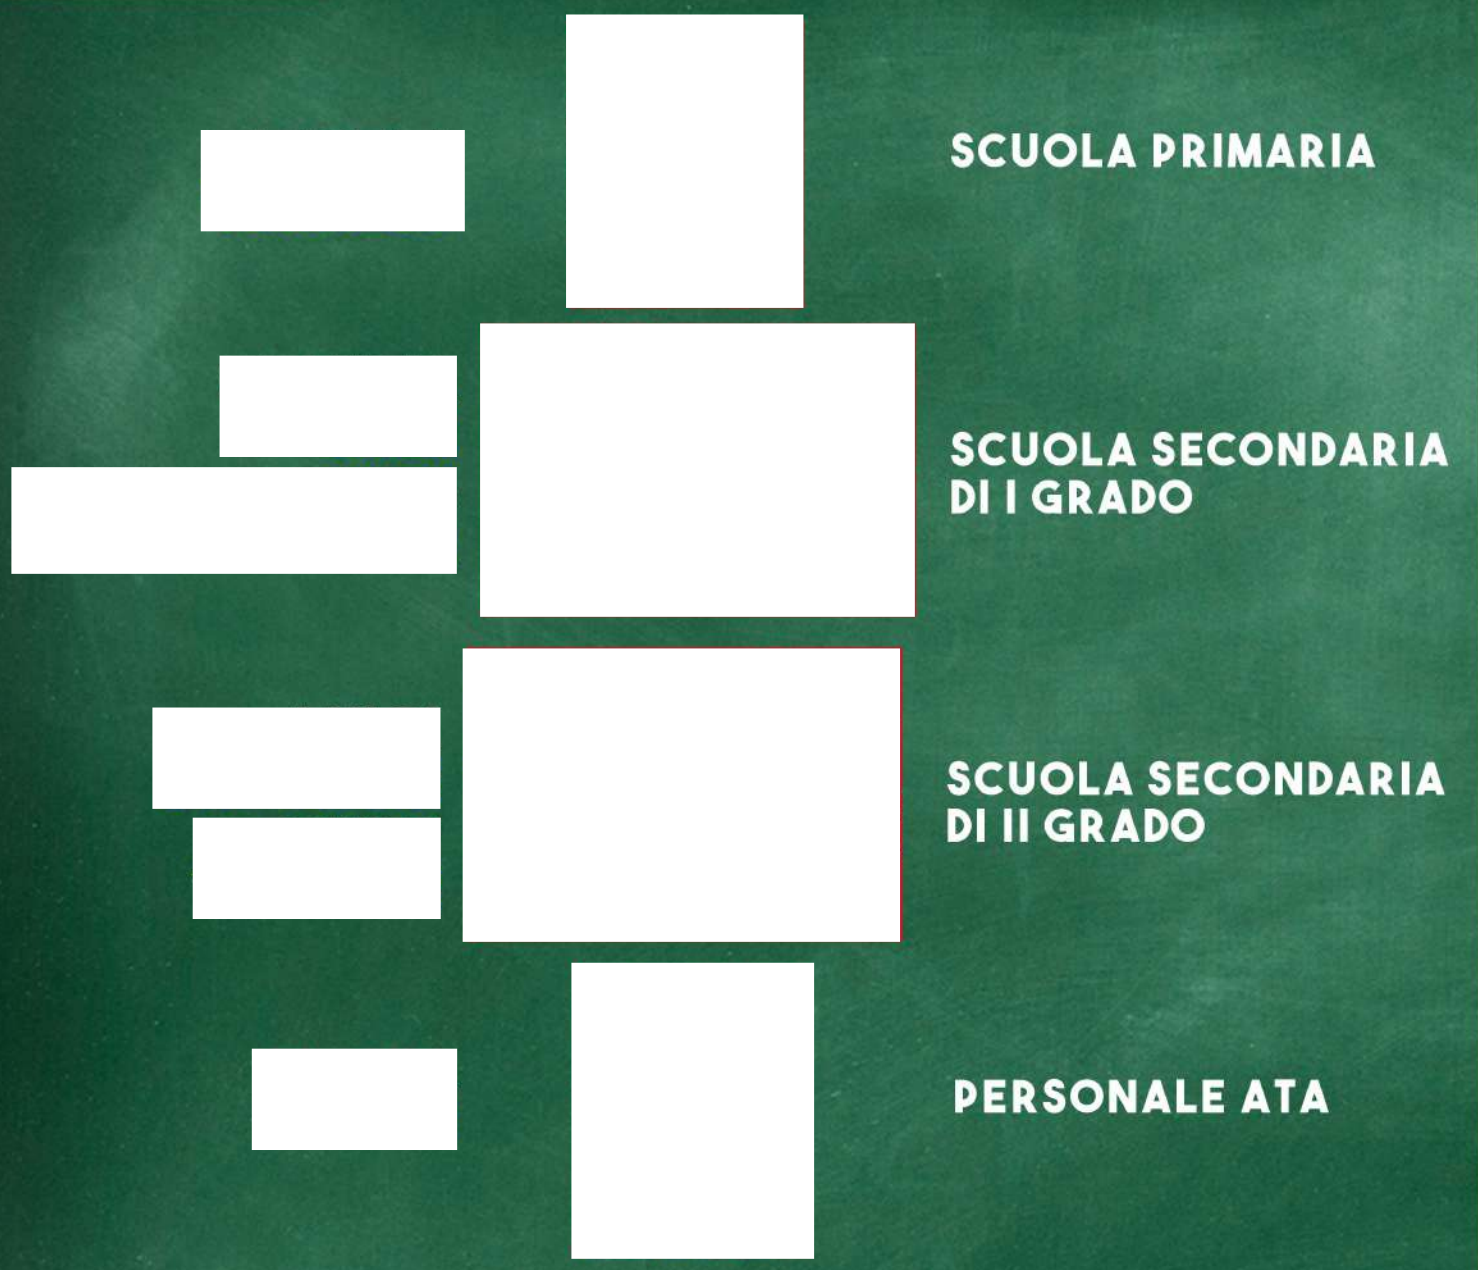 SCUOLA PRIMARIA
SCUOLA SECONDARIA
DI I GRADO
SCUOLA SECONDARIA
DI II GRADO
PERSONALE ATA